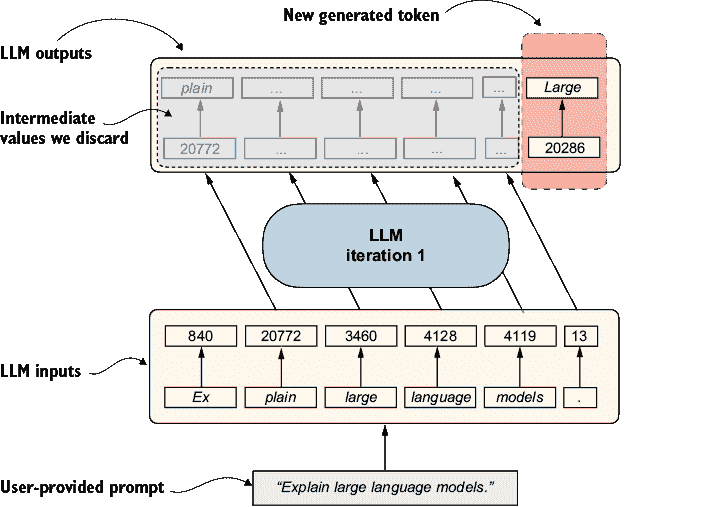 New generated token
LLM outputs
plain ... ... ... ... Large
Intermediate
values we discard
20772 ... ... ... ... 20286
LLM
iteration 1
840 20772 3460 4128 4119 13
LLM inputs
Ex plain large language models .
User-provided prompt
“Explain large language models.”